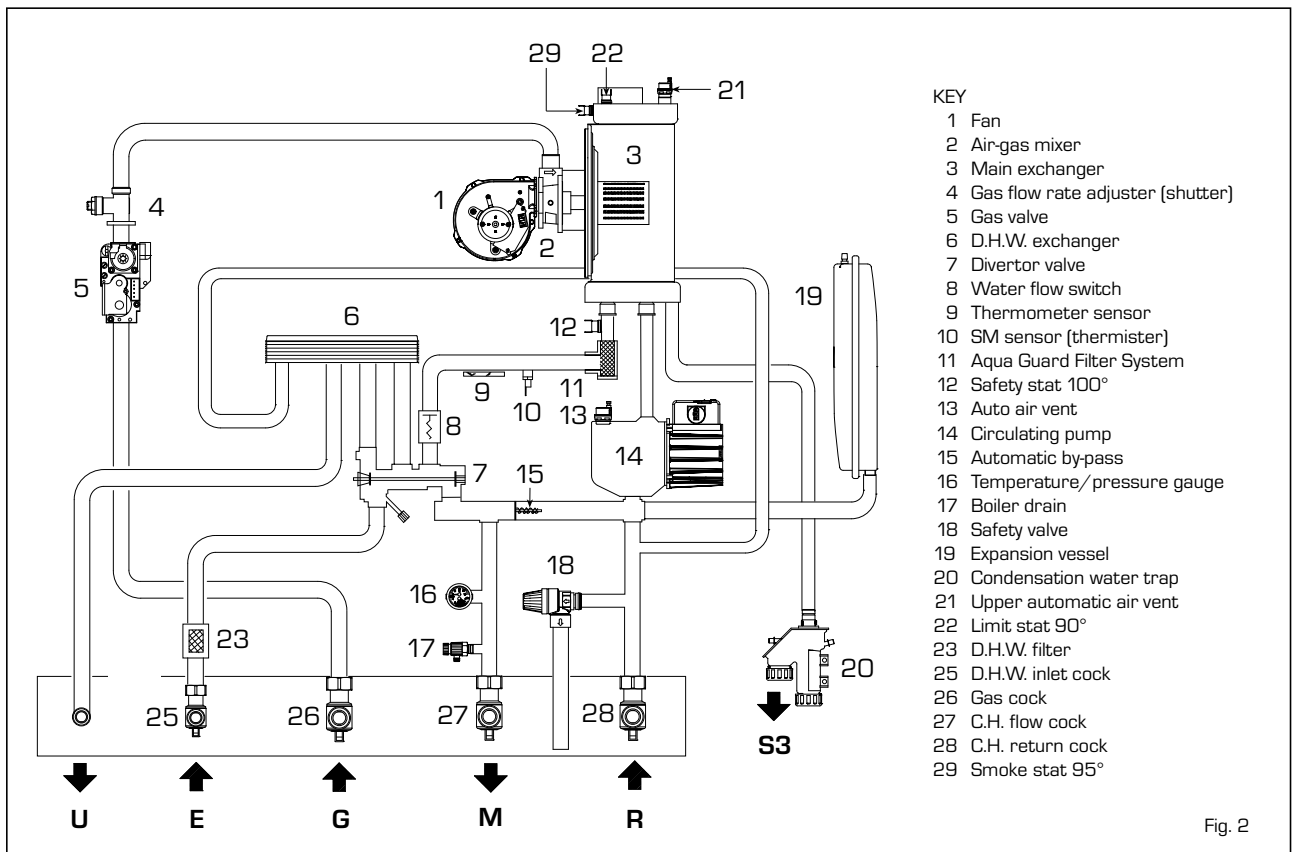 29
22
21
3
4
1
2
5
19
6
12
9
10
11
13
8
14
7
15
16
18
17
23
20
25
26
27
28
S3
U
E
G
M
R
KEY
1 Fan
2 Air-gas mixer
3 Main exchanger
4 Gas flow rate adjuster (shutter)
5 Gas valve
6 D.H.W. exchanger
7 Divertor valve
8 Water flow switch
9 Thermometer sensor
10 SM sensor (thermister)
11 Aqua Guard Filter System
12 Safety stat 100°
13 Auto air vent
14 Circulating pump
15 Automatic by-pass
16 Temperature/pressure gauge
17 Boiler drain
18 Safety valve
19 Expansion vessel
20 Condensation water trap
21 Upper automatic air vent
22 Limit stat 90°
23 D.H.W. filter
25 D.H.W. inlet cock
26 Gas cock
27 C.H. flow cock
28 C.H. return cock
29 Smoke stat 95°
Fig. 2